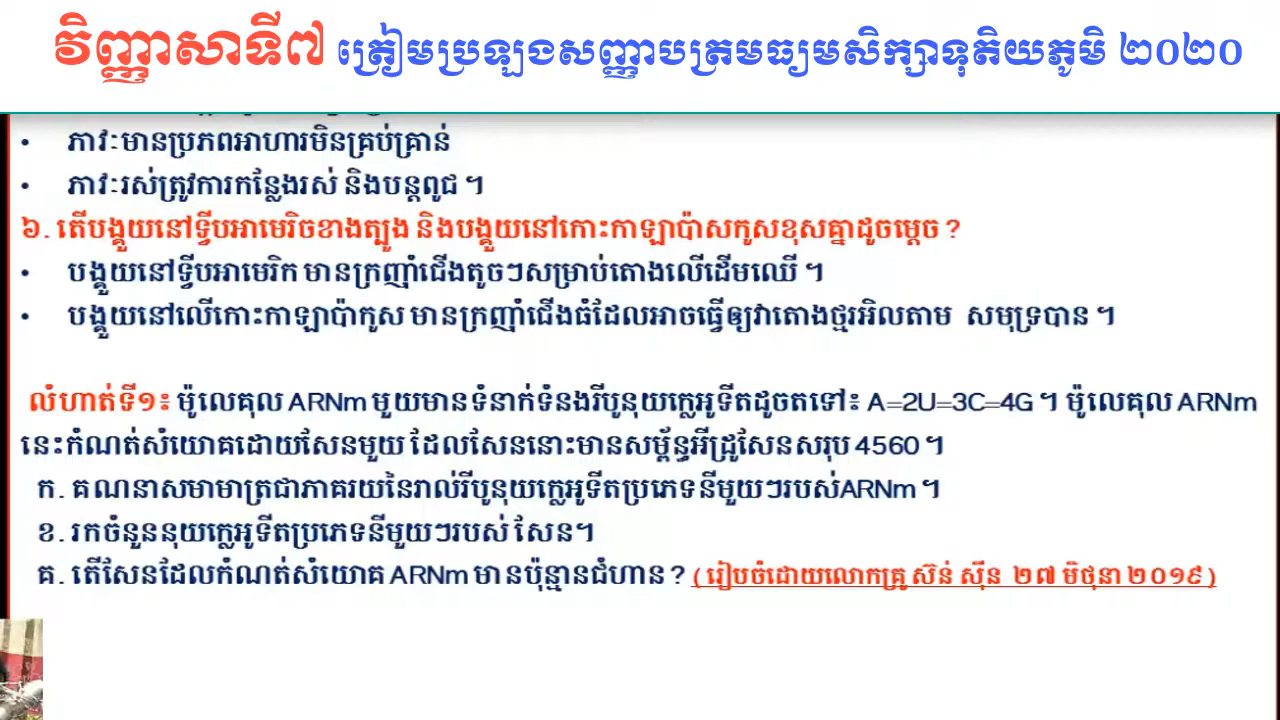 វិញ្ញាសាទី៧ ត្រៀមប្រឡងសញ្ញាបត្រមធ្យមសិក្សាទុតិយភូមិ ២០២០
• ភាវៈមានប្រភពអាហារមិនគ្រប់គ្រាន់
• ភាវៈរស់ត្រូវការកន្លែងរស់ និងបន្តពូជ ។
៦. តើបង្គួយនៅទ្វីបអាមេរិចខាងត្បូង និងបង្គួយនៅកោះកាឡាប៉ាសកូសខុសគ្នាដូចម្តេច ?
• បង្គួយនៅទ្វីបអាមេរិក មានក្រញ៉ាំជើងតូចៗសម្រាប់តោងលើដើមឈើ ។
• បង្គួយនៅលើកោះកាឡាប៉ាកូស មានក្រញ៉ាំជើងធំដែលអាចធ្វើឲ្យវាតោងថ្មរអិលតាម សមុទ្របាន ។
លំហាត់ទី១៖ ម៉ូលេគុល ARNm មួយមានទំនាក់ទំនងរីបូនុយក្លេអូទីតដូចតទៅ៖ A=2U=3C=4G ។ ម៉ូលេគុល ARNm
នេះកំណត់សំយោគដោយសែនមួយ ដែលសែននោះមានសម្ព័ន្ធអ៊ីដ្រូសែនសរុប 4560 ។
ក. គណនាសមាមាត្រជាភាគរយនៃរាល់រីបូនុយក្លេអូទីតប្រភេទនីមួយៗរបស់ARNm ។
ខ. រកចំនួននុយក្លេអូទីតប្រភេទនីមួយៗរបស់ សែន។
គ. តើសែនដែលកំណត់សំយោគ ARNm មានប៉ុន្មានជំហាន ? ( រៀបចំដោយលោកគ្រូ ស៊ន់ ស៊ីន ២៧ មិថុនា ២០១៩ )